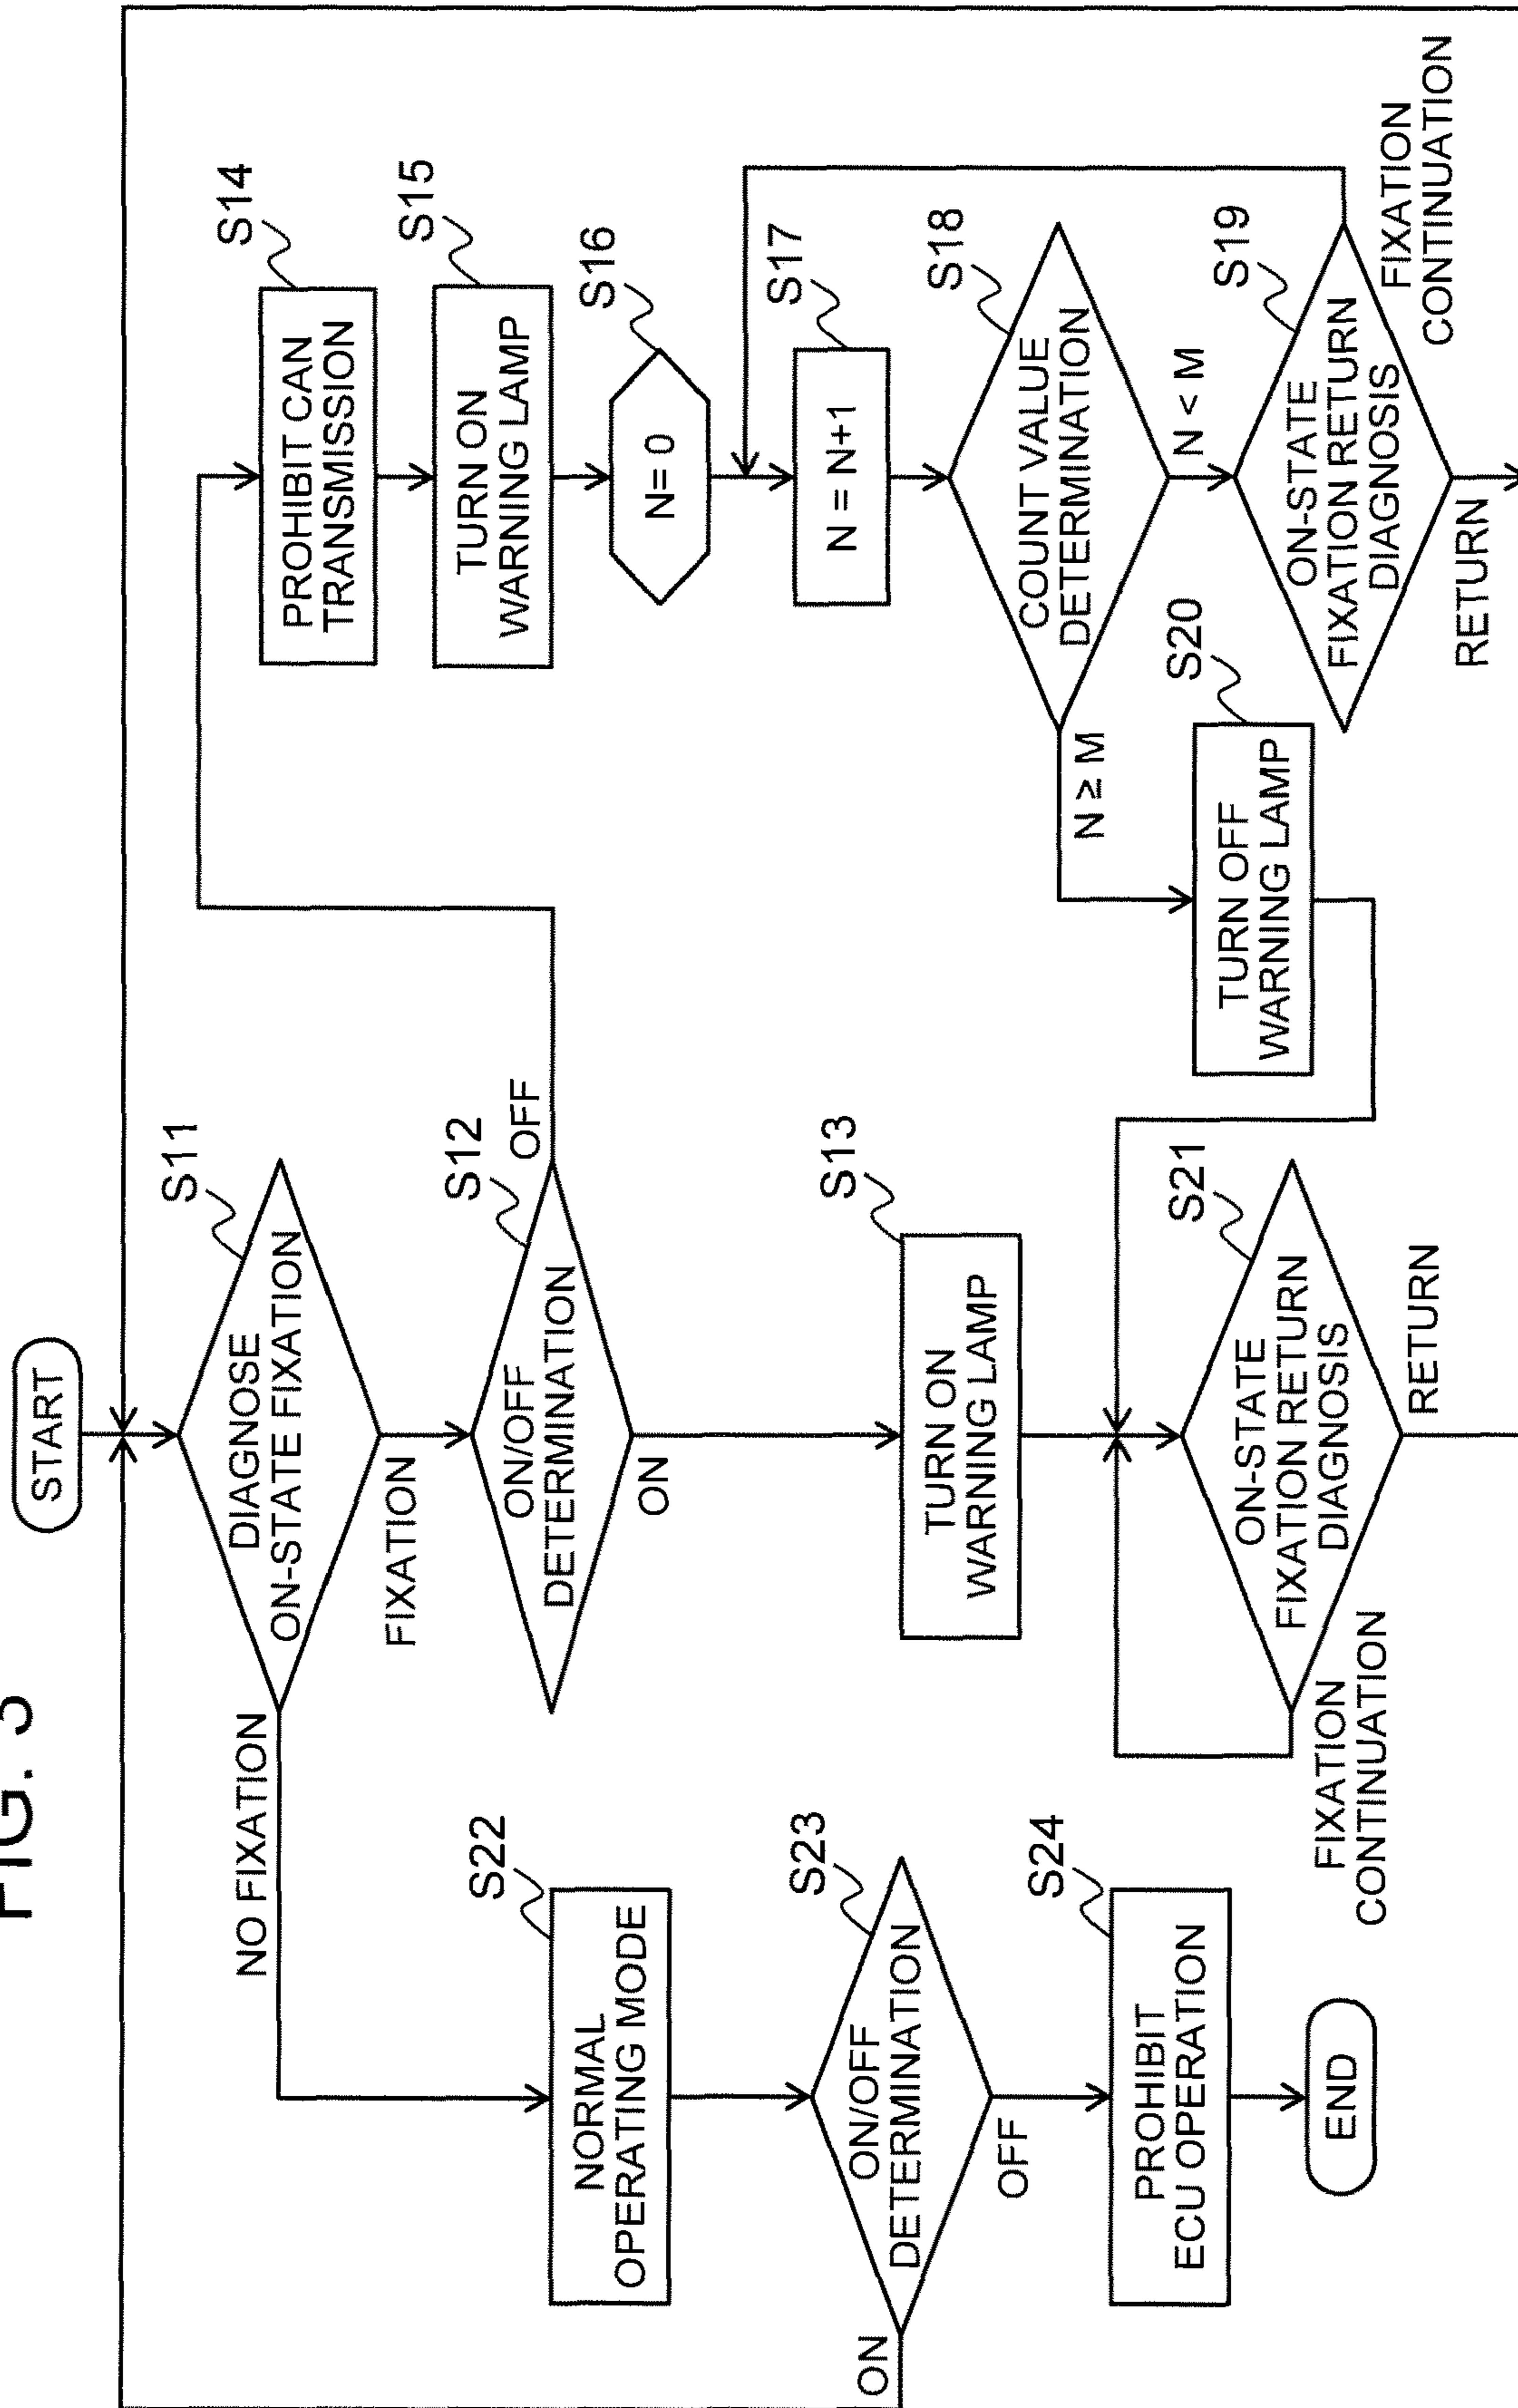 START
S11
DIAGNOSE
ON-STATE FIXATION
NO FIXATION
FIXATION
S12
ON/OFF
DETERMINATION
OFF
ON
S13
TURN ON
WARNING LAMP
S14
PROHIBIT CAN
TRANSMISSION
S15
TURN ON
WARNING LAMP
S16
N= 0
S17
N = N+1
S18
COUNT VALUE
DETERMINATION
N ≥ M
N < M
S19
ON-STATE
FIXATION RETURN
DIAGNOSIS
FIXATION
CONTINUATION
RETURN
S20
TURN OFF
WARNING LAMP
S21
ON-STATE
FIXATION RETURN
DIAGNOSIS
FIXATION
CONTINUATION
RETURN
S22
NORMAL
OPERATING MODE
S23
ON/OFF
DETERMINATION
ON
OFF
S24
PROHIBIT
ECU OPERATION
END